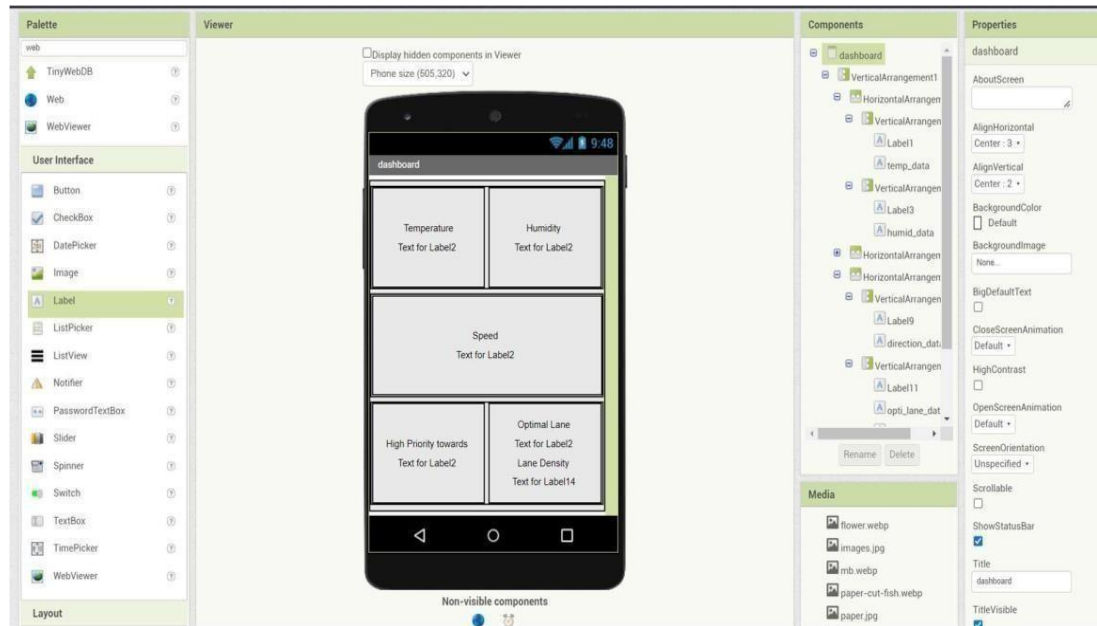 Palette
web
TinyWebDB
Web
WebViewer
User Interface
Button
CheckBox
DatePicker
Image
Label
ListPicker
ListView
Notifier
PasswordTextBox
Slider
Spinner
Switch
TextBox
TimePicker
WebViewer
Layout
Viewer
Display hidden components in Viewer
Phone size (505,320)
9:48
dashboard
Temperature
Text for Label2
Humidity
Text for Label2
Speed
Text for Label2
High Priority towards
Text for Label2
Optimal Lane
Text for Label2
Lane Density
Text for Label14
Non-visible components
Components
dashboard
VerticalArrangement1
HorizontalArrangen
VerticalArrangen
Label1
temp_data
VerticalArrangen
Label3
humid_data
HorizontalArrangen
HorizontalArrangen
VerticalArrangen
Label9
direction_dat
VerticalArrangen
Label11
opti_lane_dat
Rename Delete
Media
flower.webp
images.jpg
mb.webp
paper-cut-fish.webp
paper.jpg
Properties
dashboard
AboutScreen
AlignHorizontal
Center : 3
AlignVertical
Center : 2
BackgroundColor
Default
BackgroundImage
None...
BigDefaultText
CloseScreenAnimation
Default
HighContrast
OpenScreenAnimation
Default
ScreenOrientation
Unspecified
Scrollable
ShowStatusBar
Title
dashboard
TitleVisible